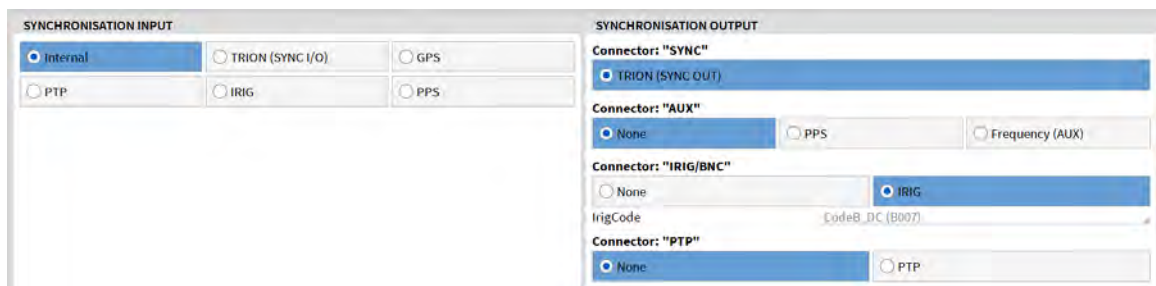 SYNCHRONISATION INPUT
Internal
TRION (SYNC I/O)
GPS
PTP
IRIG
PPS
SYNCHRONISATION OUTPUT
Connector: "SYNC"
TRION (SYNC OUT)
Connector: "AUX"
None
PPS
Frequency (AUX)
Connector: "IRIG/BNC"
None
IRIG
IrigCode
CodeB_DC (B007)
Connector: "PTP"
None
PTP